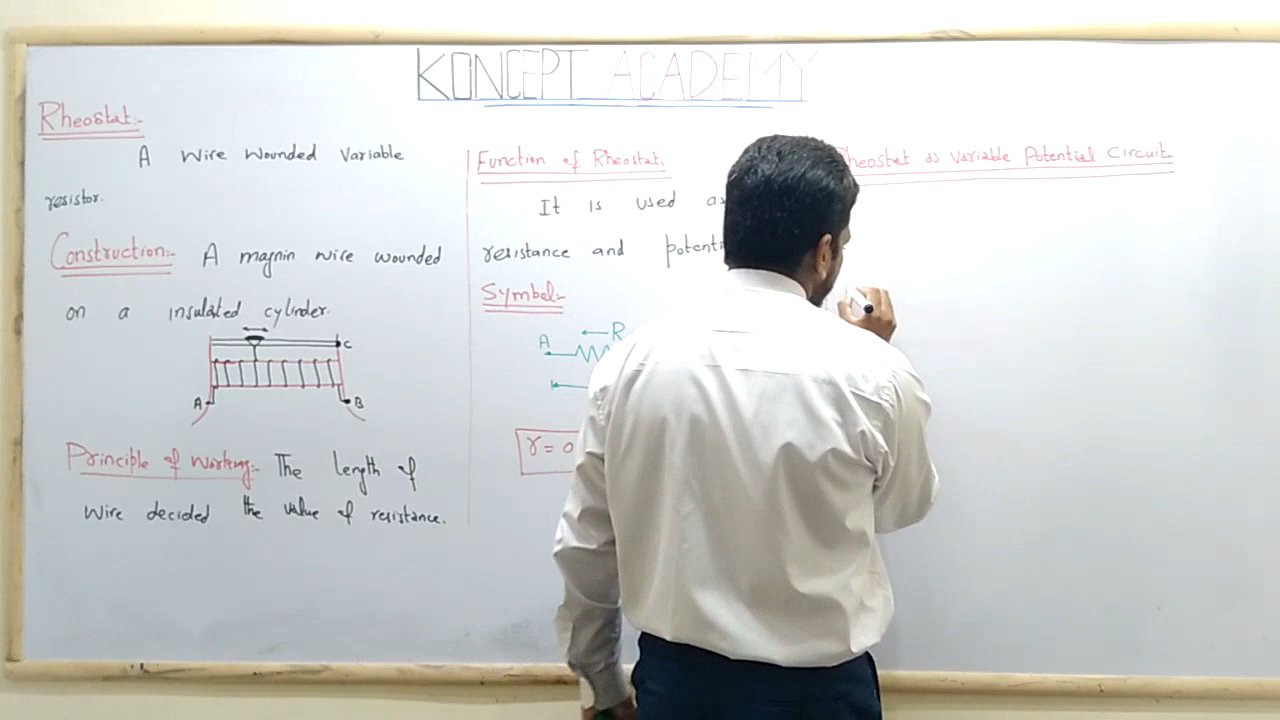 KONCEPT ACADEMY
Rheostat:-
A Wire Wounded Variable
resistor.
Construction:- A magnin wire wounded
on a insulated cylinder.
C
A B
Principle of Working:- The length of
wire decided the value of resistance.
Function of Rheostat:
It is used as
resistance and
Symbol:-
R
A
r = 0
Rheostat as Variable Potential Circuit